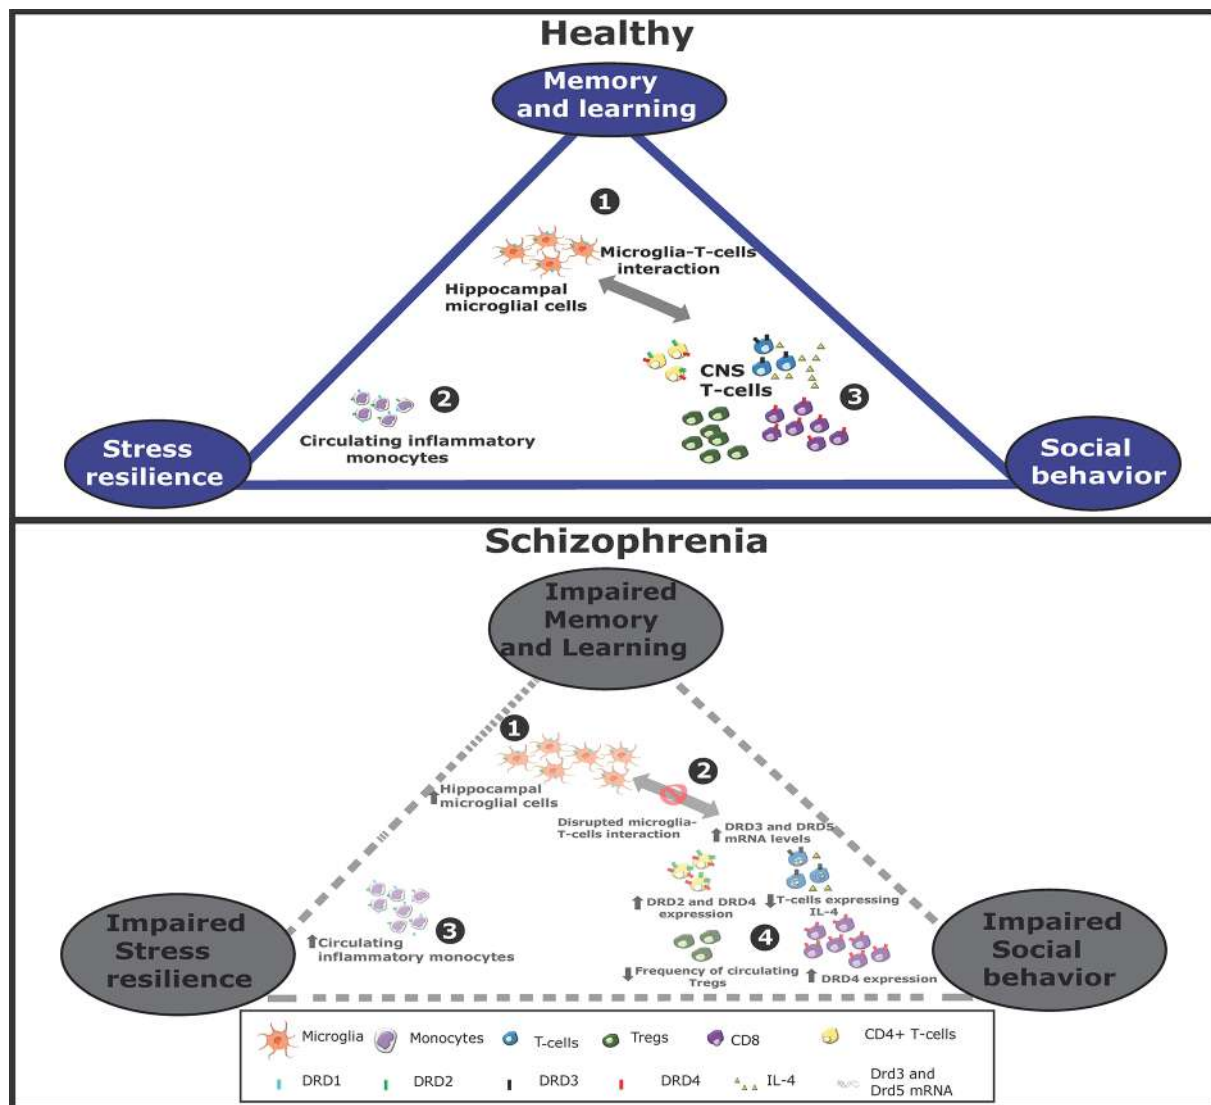 Healthy
Memory
and learning
1
Microglia-T-cells
interaction
Hippocampal
microglial cells
CNS
T-cells
2
3
Circulating inflammatory
monocytes
Stress
resilience
Social
behavior
Schizophrenia
Impaired
Memory
and Learning
1
2
Hippocampal
microglial cells
Disrupted microglia-
T-cells interaction
DRD3 and DRD5
mRNA levels
DRD2 and DRD4
expression
T-cells expressing
IL-4
3
4
Circulating
inflammatory monocytes
Frequency of circulating
Tregs
DRD4 expression
Impaired
Stress
resilience
Impaired
Social
behavior
Microglia Monocytes T-cells Tregs CD8 CD4+ T-cells
DRD1 DRD2 DRD3 DRD4 IL-4 Drd3 and
Drd5 mRNA